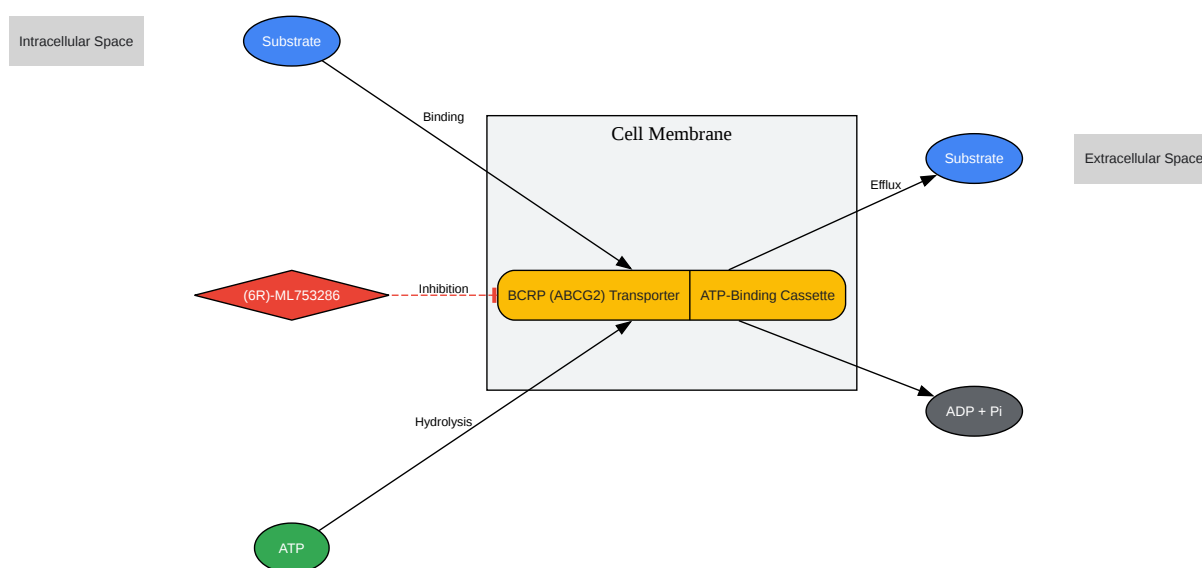 Intracellular Space
Substrate
Binding
Cell Membrane
Substrate
Extracellular Space
Efflux
(6R)-ML753286
Inhibition
BCRP (ABCG2) Transporter
ATP-Binding Cassette
Hydrolysis
ADP + Pi
ATP